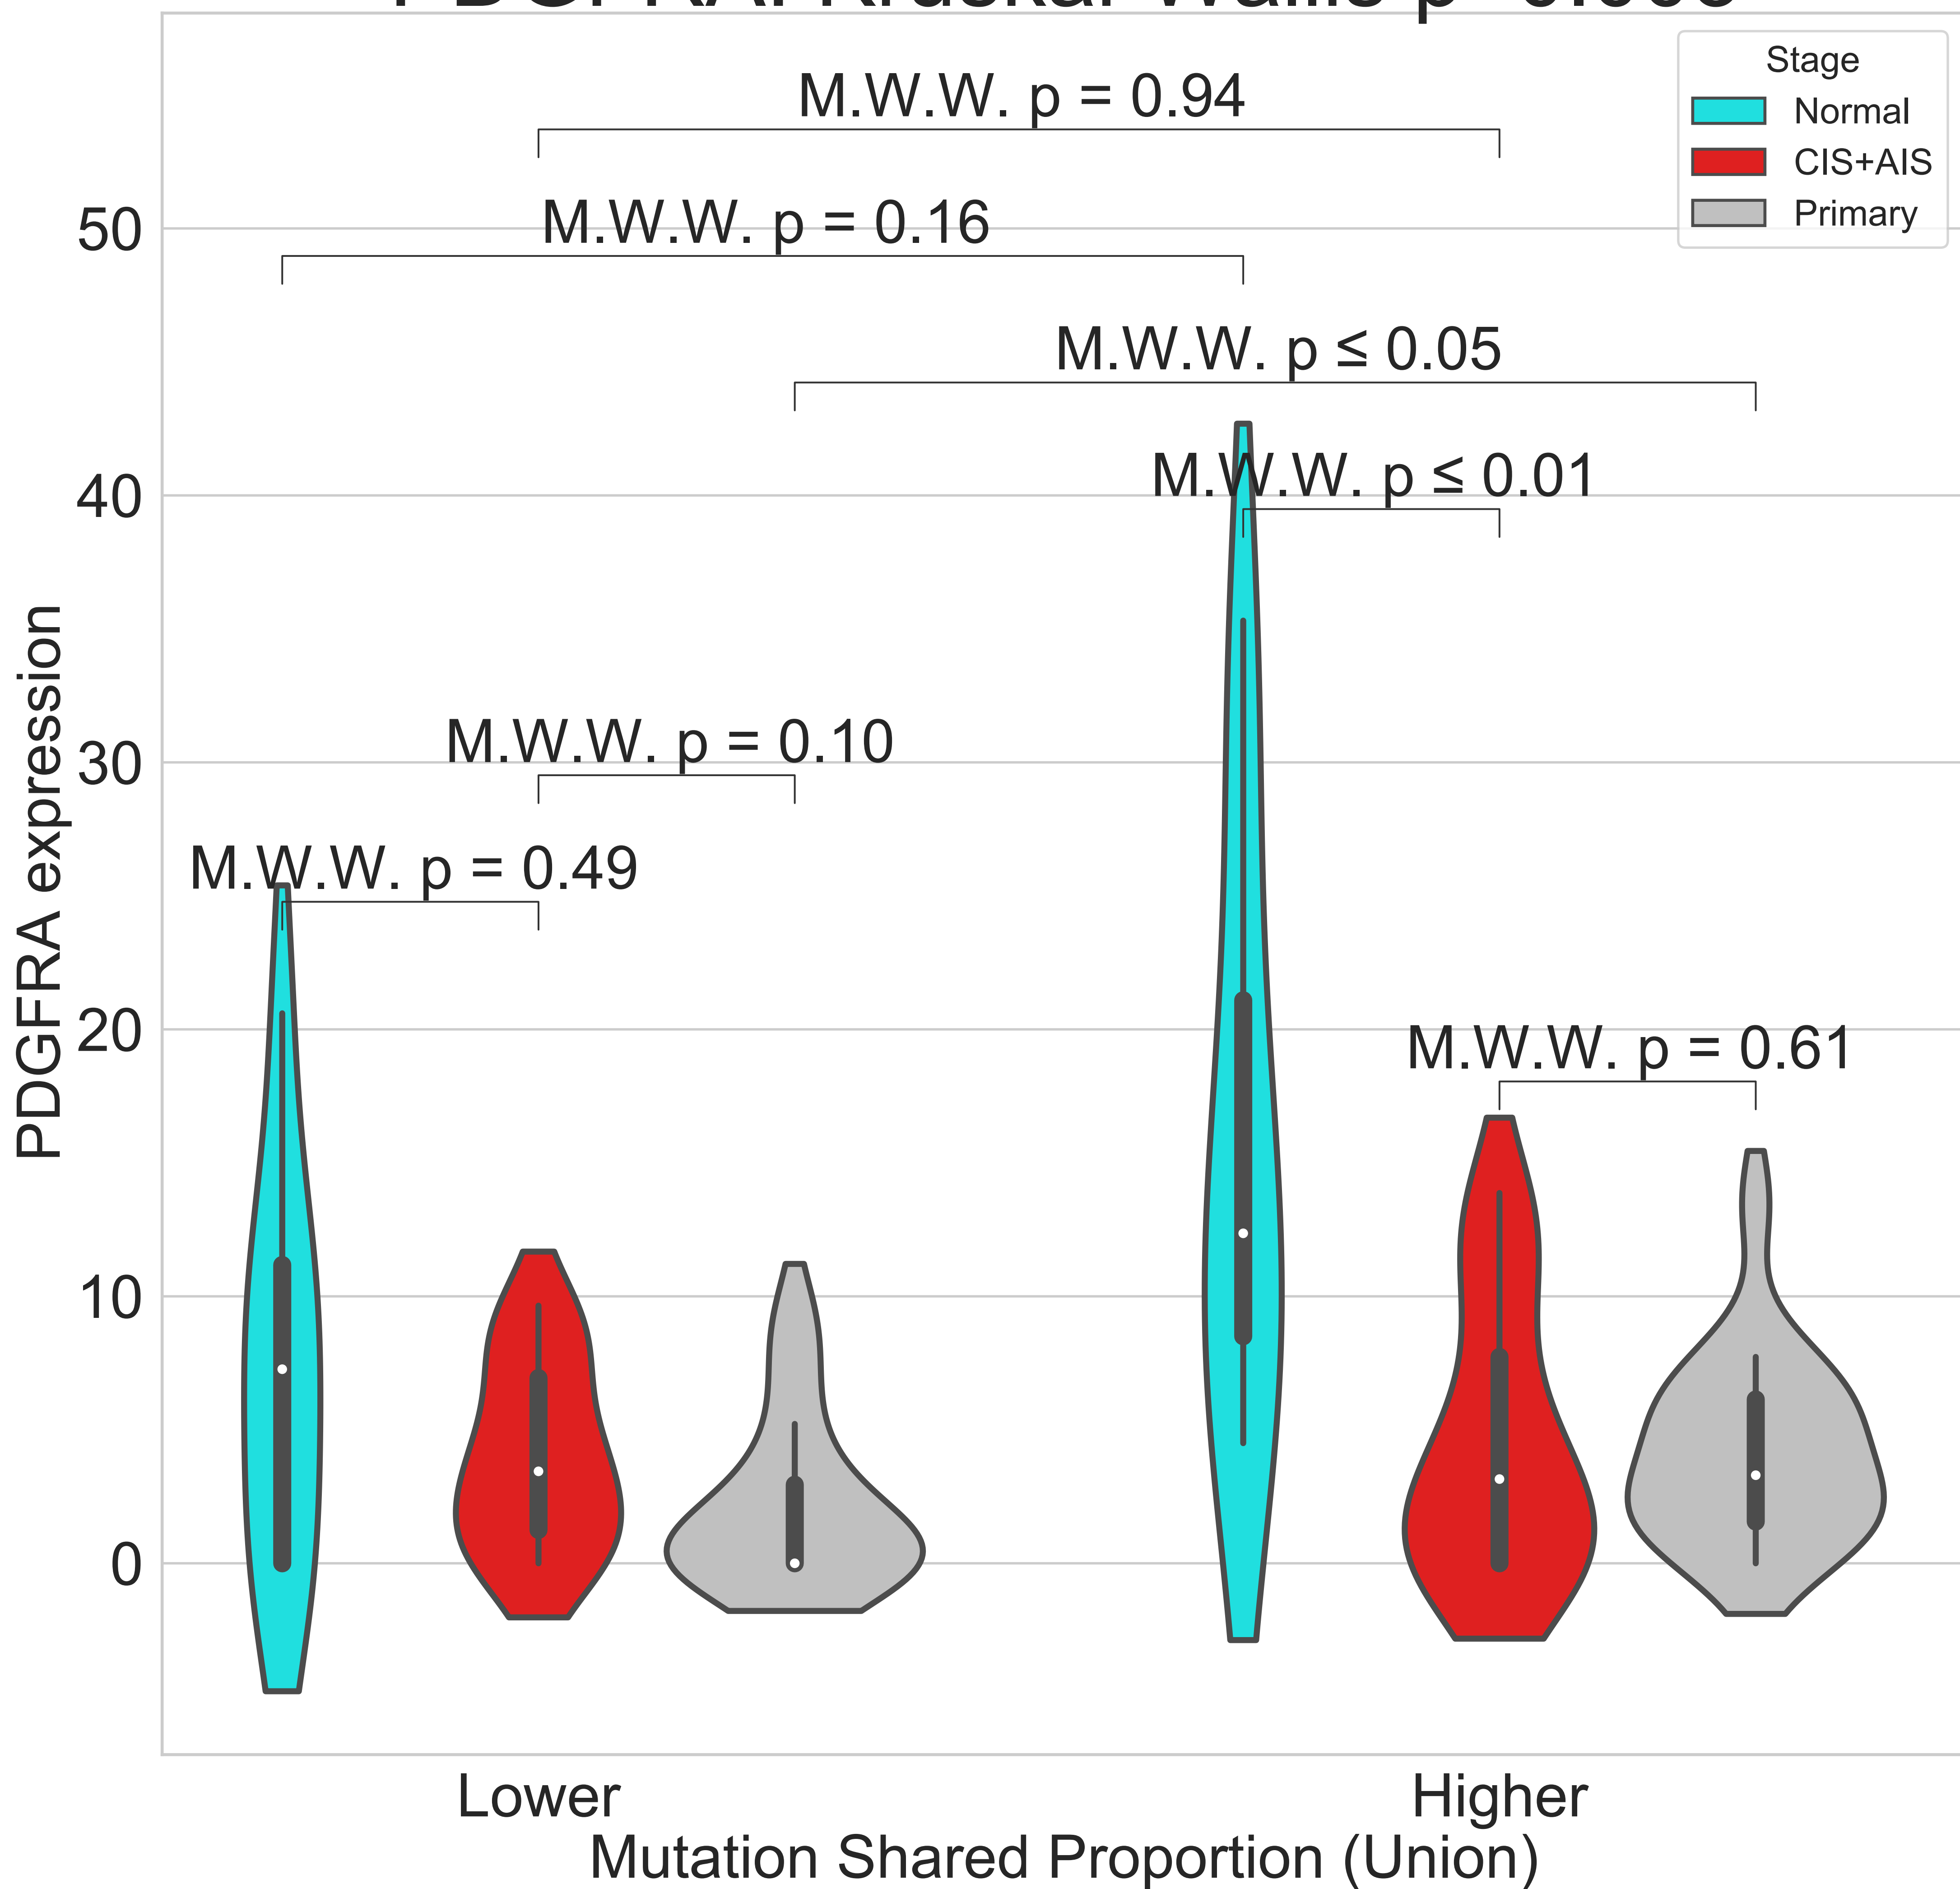 Stage
Normal
CIS+AIS
Primary
M.W.W. p = 0.94
M.W.W. p = 0.16
M.W.W. p ≤ 0.05
M.W.W. p ≤ 0.01
M.W.W. p = 0.10
M.W.W. p = 0.49
M.W.W. p = 0.61
50
40
30
20
10
0
PDGFRA expression
Lower
Higher
Mutation Shared Proportion (Union)